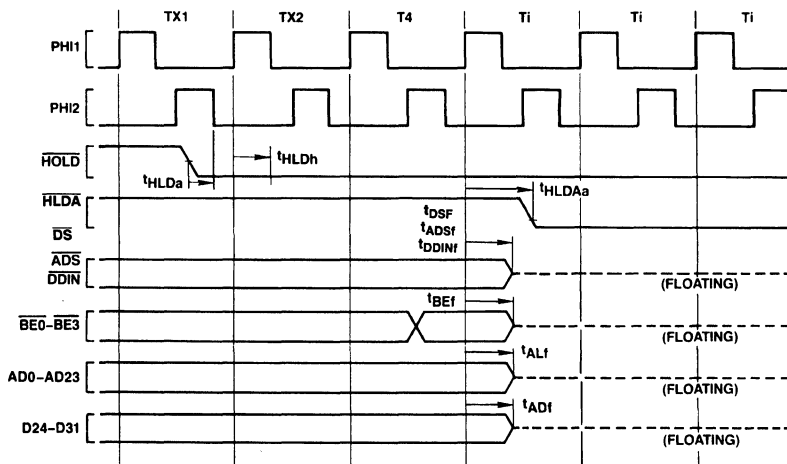 TX1 TX2 T4 Ti Ti Ti
PHI1
PHI2
HOLD
tHLDa
tHLDh
HLDA
tHLDAa
DS
tDSF
tADSf
tDDINf
ADS
DDIN
(FLOATING)
tBEf
BE0–BE3
(FLOATING)
tALf
AD0–AD23
(FLOATING)
tADf
D24–D31
(FLOATING)